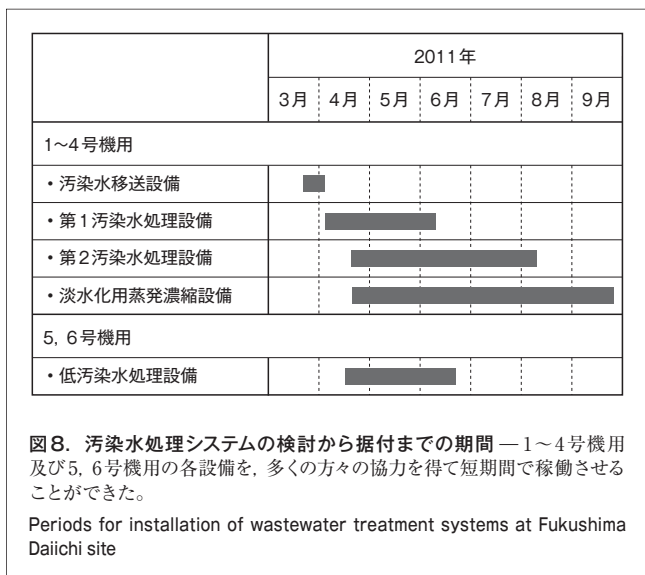 2011年
3月 4月 5月 6月 7月 8月 9月
1〜4号機用
・汚染水移送設備
・第1汚染水処理設備
・第2汚染水処理設備
・淡水化用蒸発濃縮設備
5, 6号機用
・低汚染水処理設備
図8. 汚染水処理システムの検討から据付までの期間 ― 1〜4号機用
及び5, 6号機用の各設備を, 多くの方々の協力を得て短期間で稼働させる
ことができた。
Periods for installation of wastewater treatment systems at Fukushima
Daiichi site